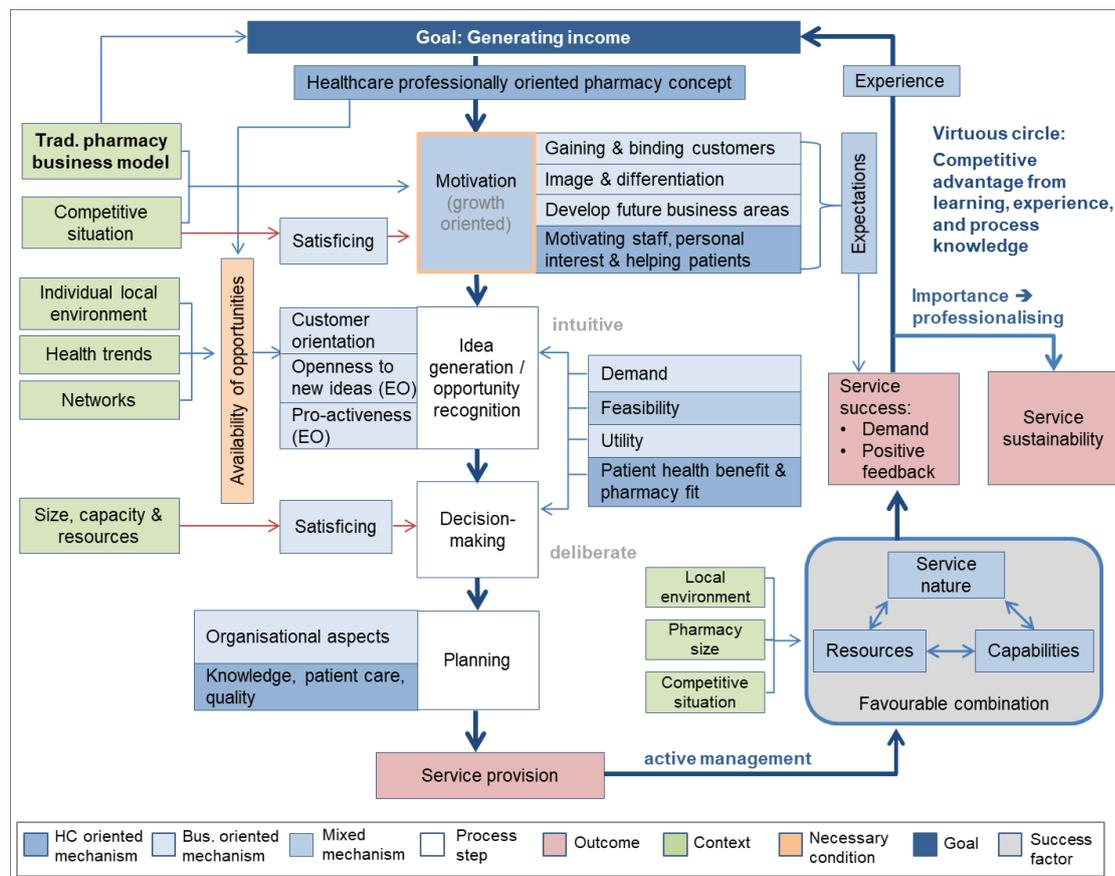 Goal: Generating income
Healthcare professionally oriented pharmacy concept
Experience
Trad. pharmacy
business model
Competitive
situation
Satisficing
Motivation
(growth
oriented)
Gaining & binding customers
Image & differentiation
Develop future business areas
Motivating staff, personal
interest & helping patients
Expectations
Virtuous circle:
Competitive
advantage from
learning, experience,
and process
knowledge
Importance ➔
professionalising
Individual local
environment
Health trends
Networks
Availability of opportunities
Customer
orientation
Openness to
new ideas (EO)
Pro-activeness
(EO)
Idea
generation /
opportunity
recognition
intuitive
Demand
Feasibility
Utility
Patient health benefit &
pharmacy fit
Service
success:
• Demand
• Positive
feedback
Service
sustainability
Size, capacity &
resources
Satisficing
Decision-
making
deliberate
Local
environment
Pharmacy
size
Competitive
situation
Service
nature
Resources
Capabilities
Favourable combination
Organisational aspects
Knowledge, patient care,
quality
Planning
Service provision
active management
HC oriented
mechanism
Bus. oriented
mechanism
Mixed
mechanism
Process
step
Outcome
Context
Necessary
condition
Goal
Success
factor